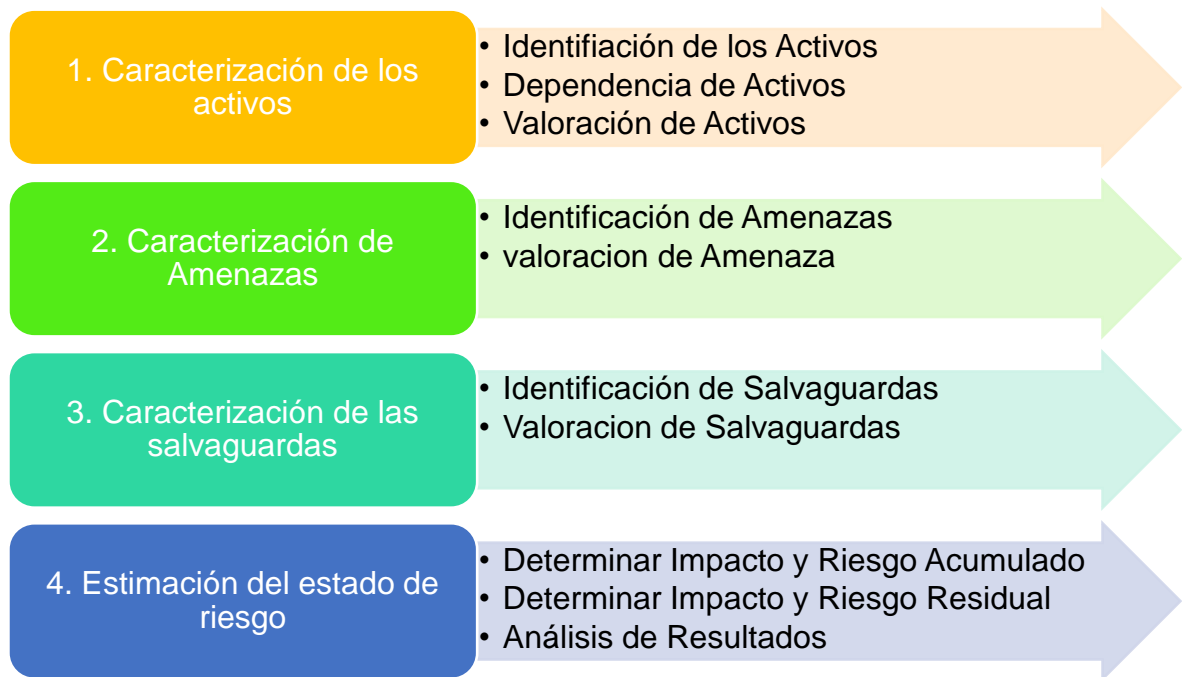 1. Caracterización de los
activos
• Identifiación de los Activos
• Dependencia de Activos
• Valoración de Activos
2. Caracterización de
Amenazas
• Identificación de Amenazas
• valoracion de Amenaza
3. Caracterización de las
salvaguardas
• Identificación de Salvaguardas
• Valoracion de Salvaguardas
4. Estimación del estado de
riesgo
• Determinar Impacto y Riesgo Acumulado
• Determinar Impacto y Riesgo Residual
• Análisis de Resultados